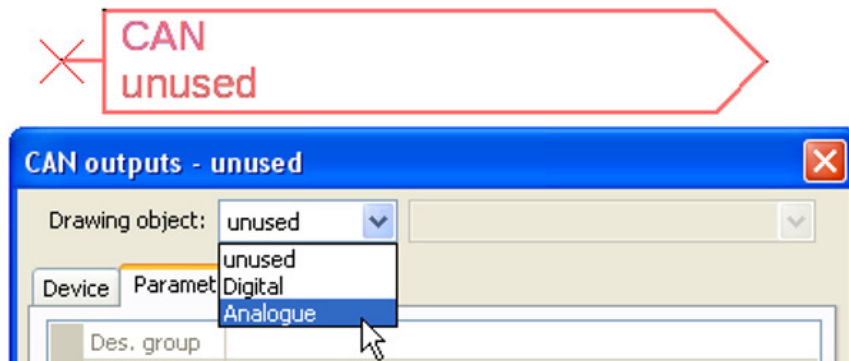 CAN
unused
CAN outputs - unused
Drawing object: unused
unused
Device Paramet Digital
Analogue
Des. group